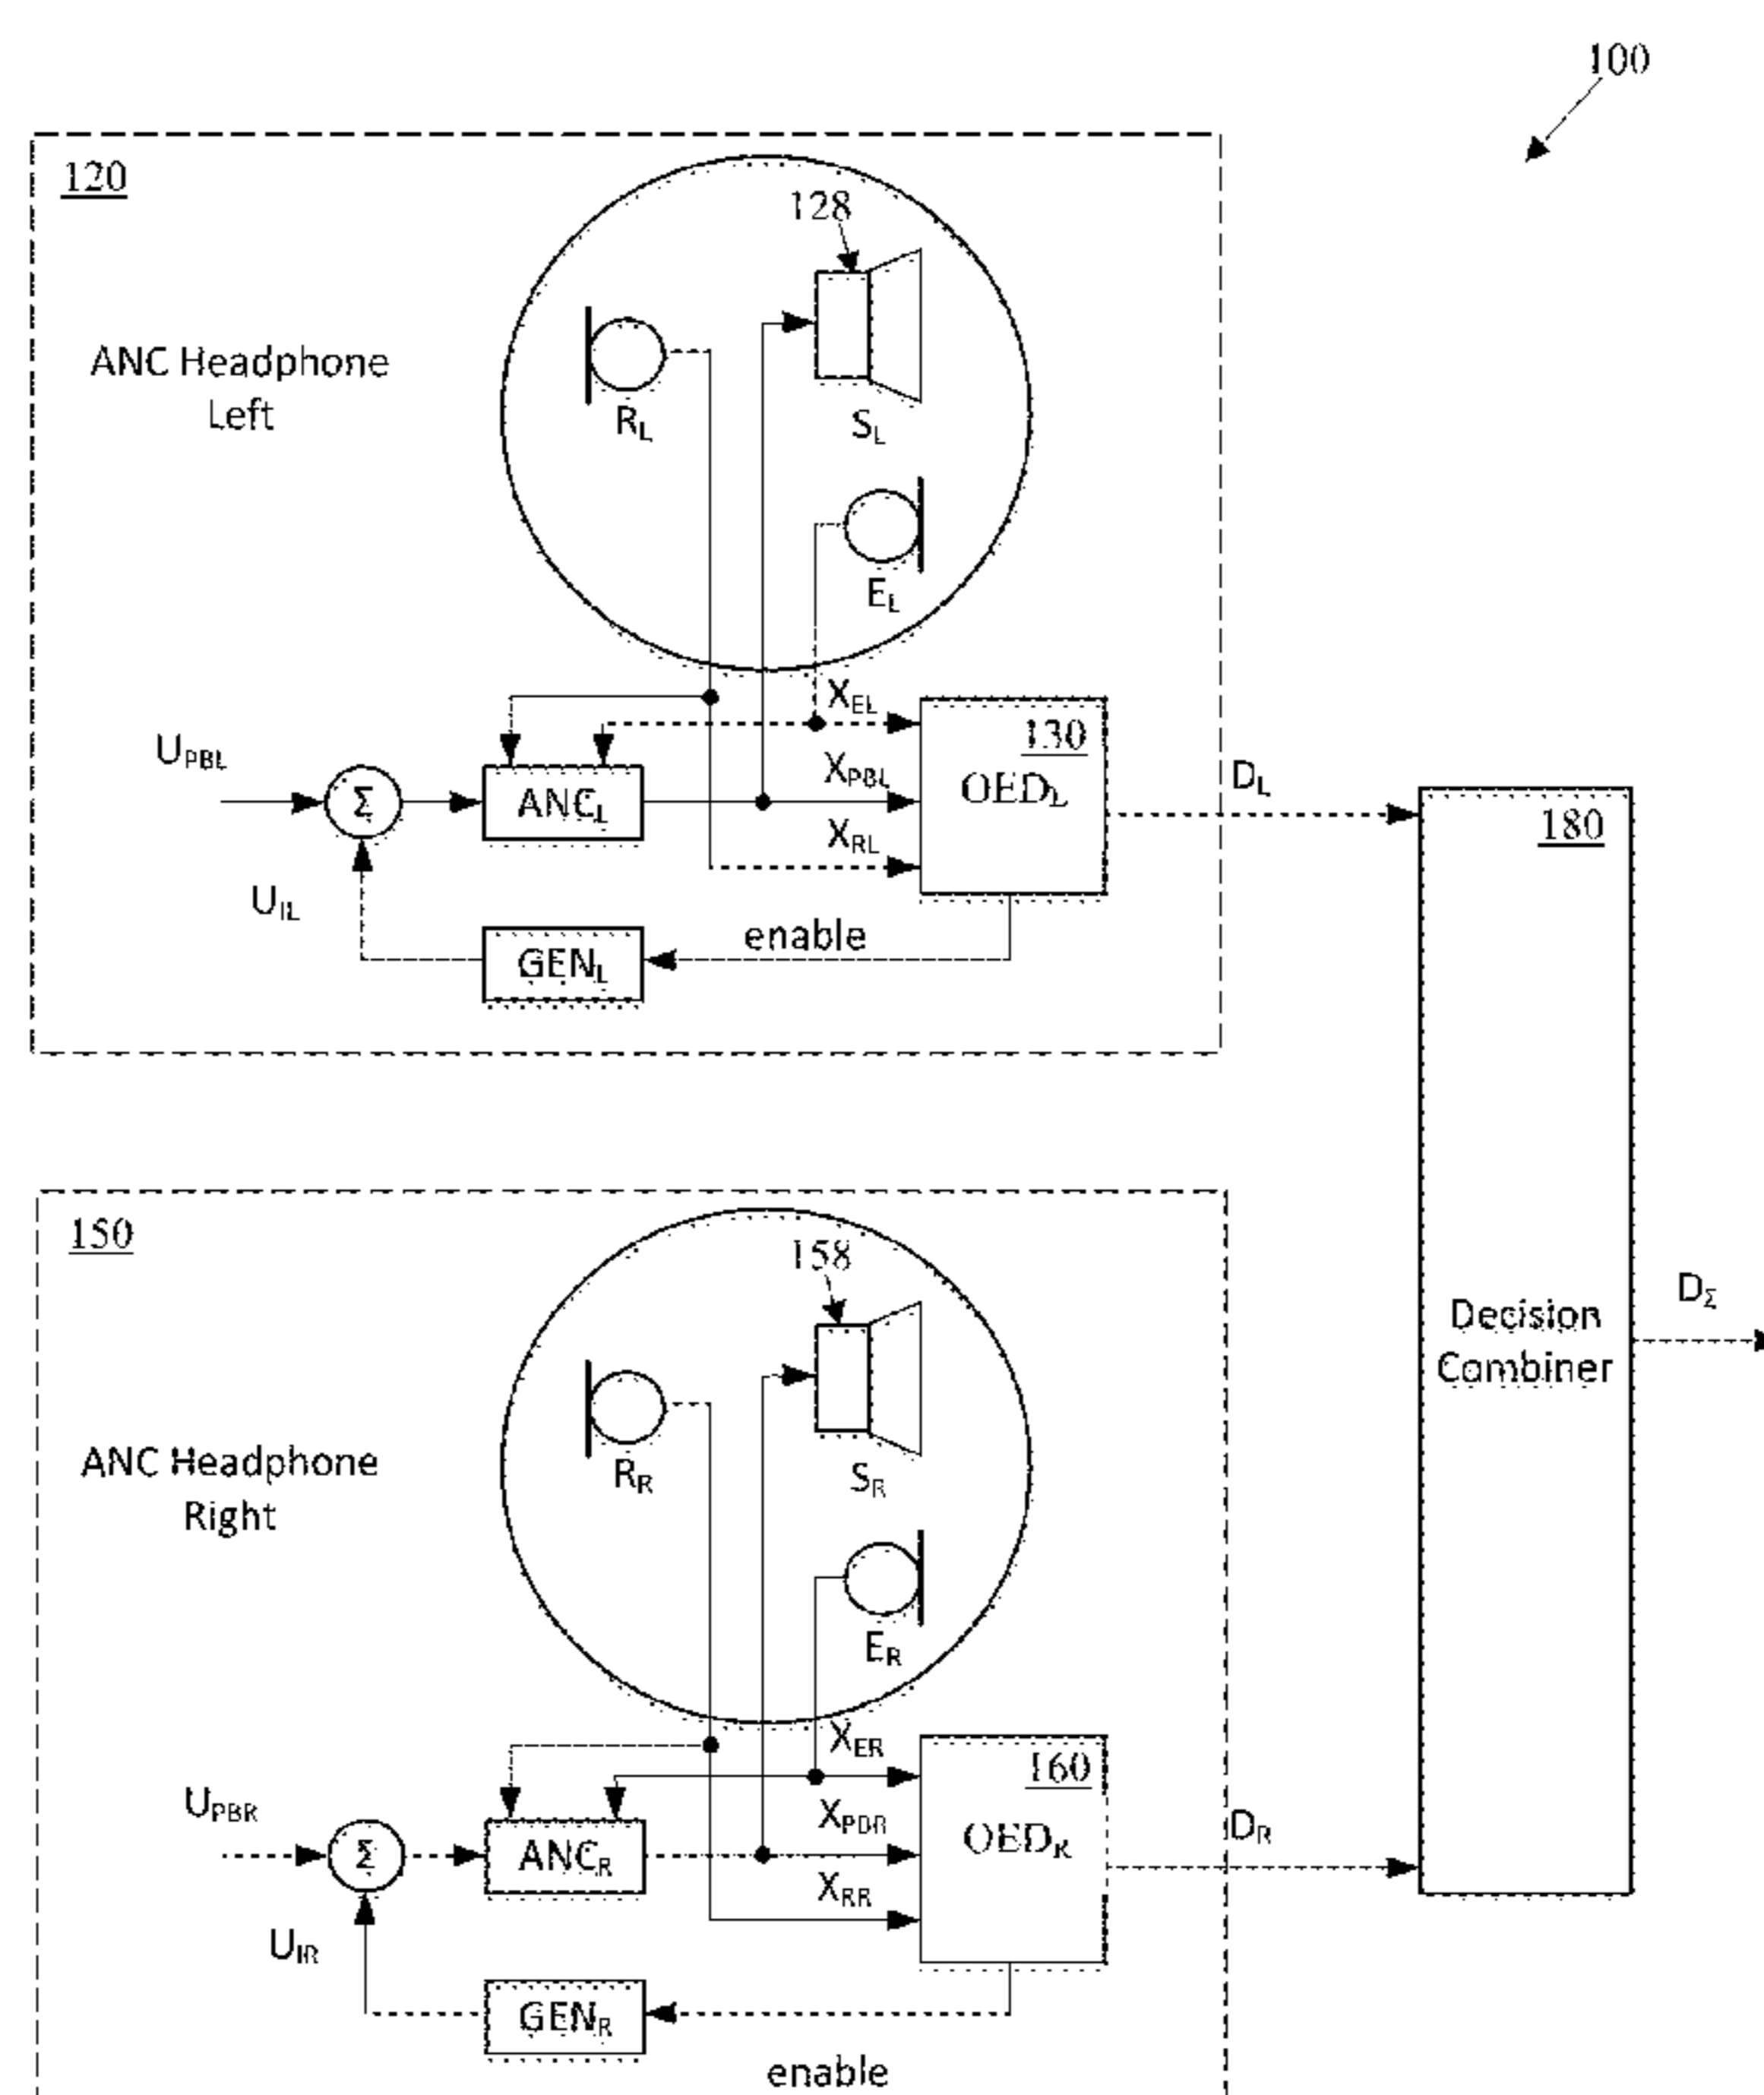 100
120
128
ANC Headphone
Left
R_L
S_L
E_L
X_EL
U_PBL
130
Σ
ANC_L
X_PBL
OED_L
D_L
180
X_RL
U_IL
enable
GEN_L
150
158
D_Σ
Decision
Combiner
ANC Headphone
Right
R_R
S_R
E_R
X_ER
160
U_PBR
X_PBR
OED_R
D_R
Σ
ANC_R
X_RR
U_IR
GEN_R
enable